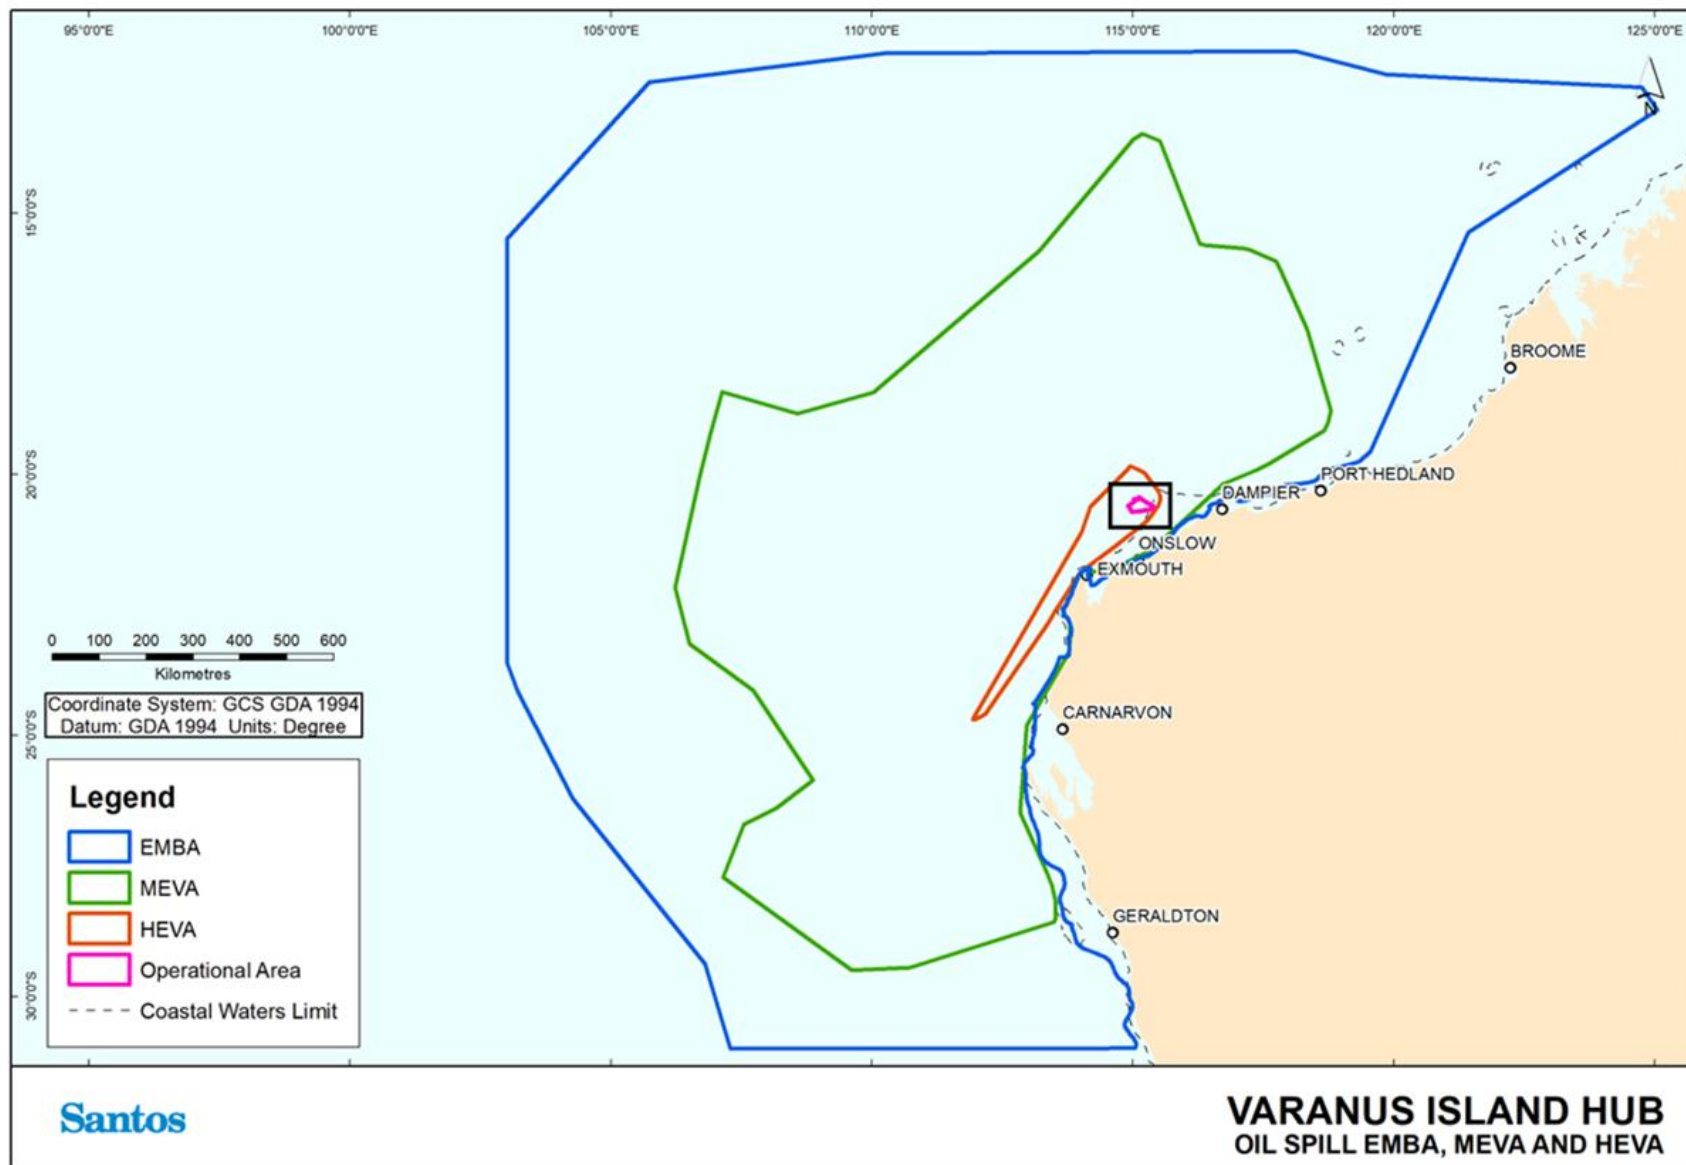 95°0'0"E 100°0'0"E 105°0'0"E 110°0'0"E 115°0'0"E 120°0'0"E 125°0'0"E
N
15°0'0"S
BROOME
20°0'0"S
PORT HEDLAND
DAMPIER
ONSLOW
EXMOUTH
0 100 200 300 400 500 600
Kilometres
Coordinate System: GCS GDA 1994
Datum: GDA 1994 Units: Degree
25°0'0"S
CARNARVON
Legend
EMBA
MEVA
HEVA
Operational Area
Coastal Waters Limit
GERALDTON
30°0'0"S
Santos
VARANUS ISLAND HUB
OIL SPILL EMBA, MEVA AND HEVA